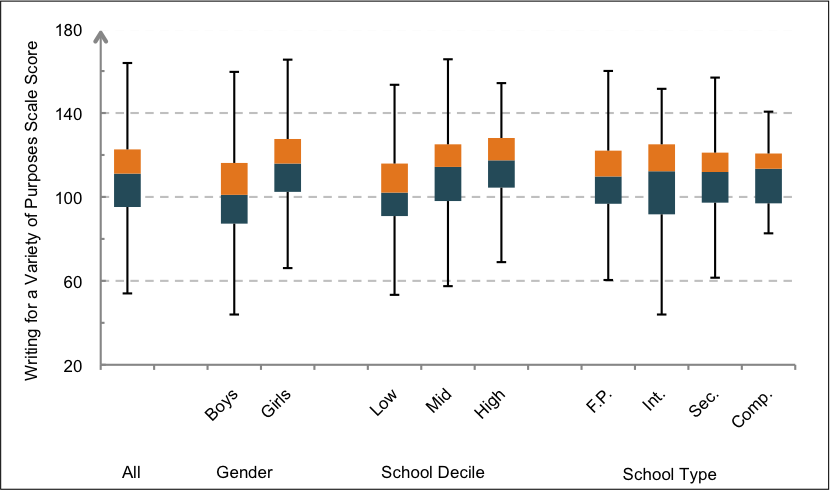 Writing for a Variety of Purposes Scale Score
180
140
100
60
20
Boys
Girls
Low
Mid
High
F.P.
Int.
Sec.
Comp.
All
Gender
School Decile
School Type